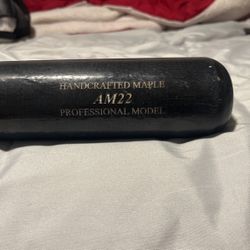 HANDCRAFTED MAPLE
AM22
PROFESSIONAL MODEL